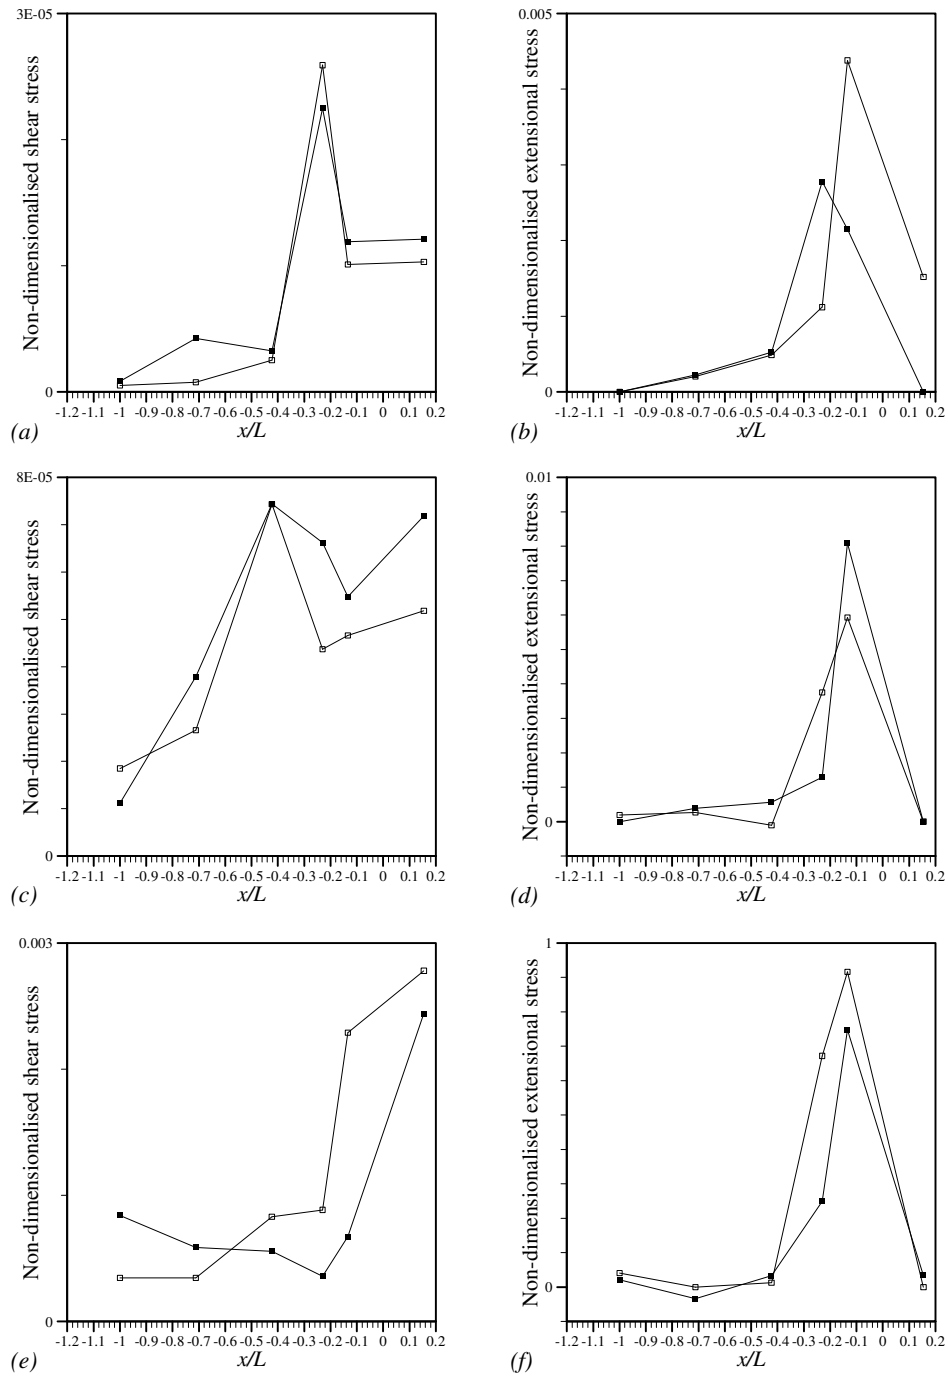 3E-05
0.005
Non-dimensionalised shear stress
Non-dimensionalised extensional stress
0
0
-1.2 -1.1 -1 -0.9 -0.8 -0.7 -0.6 -0.5 -0.4 -0.3 -0.2 -0.1 0 0.1 0.2
-1.2 -1.1 -1 -0.9 -0.8 -0.7 -0.6 -0.5 -0.4 -0.3 -0.2 -0.1 0 0.1 0.2
(a)
x/L
(b)
x/L
8E-05
0.01
Non-dimensionalised shear stress
Non-dimensionalised extensional stress
0
0
-1.2 -1.1 -1 -0.9 -0.8 -0.7 -0.6 -0.5 -0.4 -0.3 -0.2 -0.1 0 0.1 0.2
-1.2 -1.1 -1 -0.9 -0.8 -0.7 -0.6 -0.5 -0.4 -0.3 -0.2 -0.1 0 0.1 0.2
(c)
x/L
(d)
x/L
0.003
1
Non-dimensionalised shear stress
Non-dimensionalised extensional stress
0
0
-1.2 -1.1 -1 -0.9 -0.8 -0.7 -0.6 -0.5 -0.4 -0.3 -0.2 -0.1 0 0.1 0.2
-1.2 -1.1 -1 -0.9 -0.8 -0.7 -0.6 -0.5 -0.4 -0.3 -0.2 -0.1 0 0.1 0.2
(e)
x/L
(f)
x/L